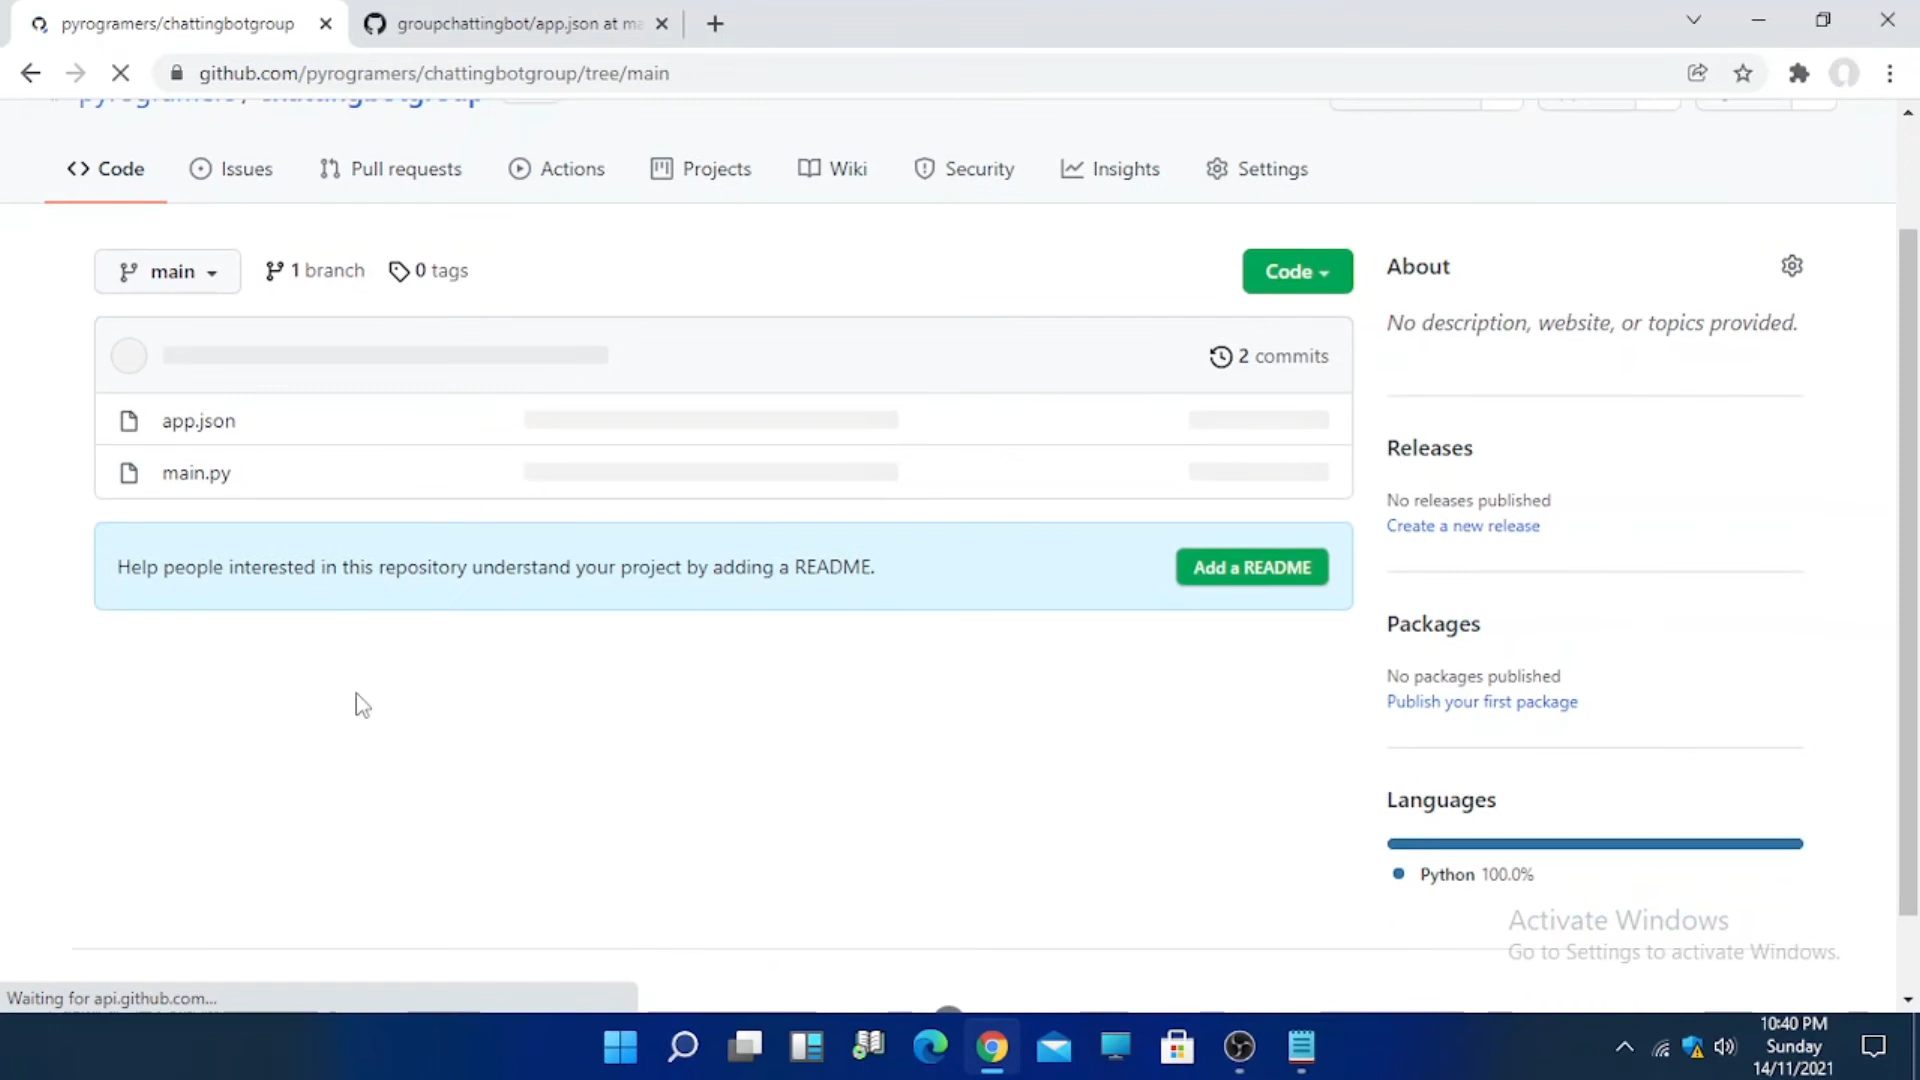 pyrogramers/chattingbotgroup
groupchattingbot/app.json at ma
github.com/pyrogramers/chattingbotgroup/tree/main
pyrogramers / chattingbotgroup
Code
Issues
Pull requests
Actions
Projects
Wiki
Security
Insights
Settings
main
1 branch
0 tags
Code
About
No description, website, or topics provided.
2 commits
app.json
main.py
Releases
No releases published
Create a new release
Help people interested in this repository understand your project by adding a README.
Add a README
Packages
No packages published
Publish your first package
Languages
Python 100.0%
Activate Windows
Go to Settings to activate Windows.
Waiting for api.github.com...
10:40 PM
Sunday
14/11/2021